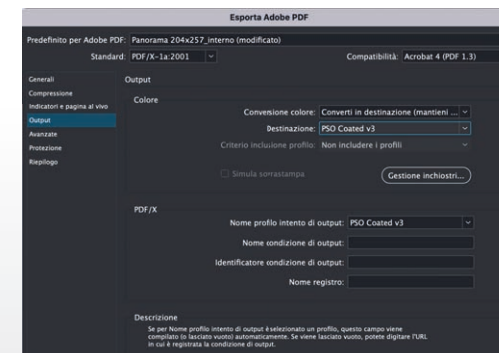 Esporta Adobe PDF
Predefinito per Adobe PDF: Panorama 204x257_interno (modificato)
Standard: PDF/X-1a:2001 Compatibilità: Acrobat 4 (PDF 1.3)
Generali
Compressione
Indicatori e pagina al vivo
Output
Avanzate
Protezione
Riepilogo
Output
Colore
Conversione colore: Converti in destinazione (mantieni ...
Destinazione: PSO Coated v3
Criterio inclusione profilo: Non includere i profili
Simula sovrastampa Gestione inchiostri...
PDF/X
Nome profilo intento di output: PSO Coated v3
Nome condizione di output:
Identificatore condizione di output:
Nome registro:
Descrizione
Se per Nome profilo intento di output è selezionato un profilo, questo campo viene
compilato (o lasciato vuoto) automaticamente. Se viene lasciato vuoto, potete digitare l'URL
in cui è registrata la condizione di output.